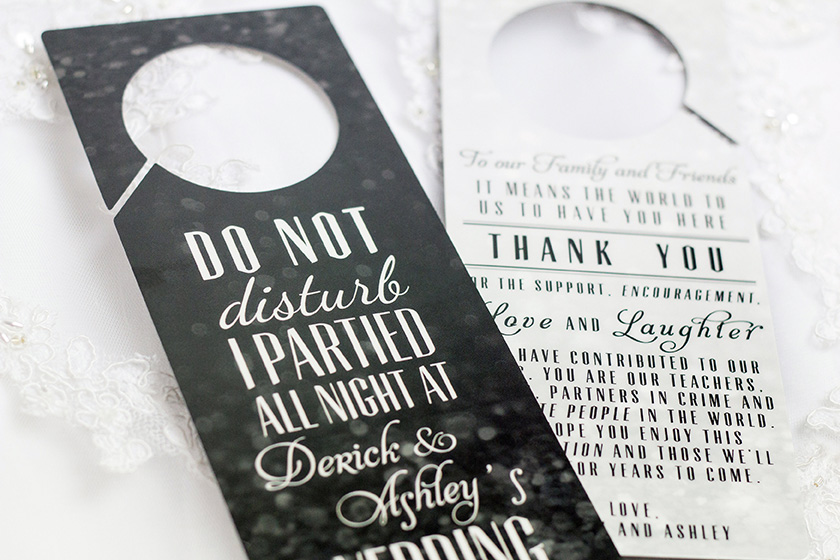 DO NOT
disturb
I PARTIED
ALL NIGHT AT
Derick &
Ashley's
WEDDING
To our Family and Friends
IT MEANS THE WORLD TO
US TO HAVE YOU HERE
THANK YOU
THE SUPPORT, ENCOURAGEMENT,
Love AND Laughter
HAVE CONTRIBUTED TO OUR
YOU ARE OUR TEACHERS,
PARTNERS IN CRIME AND
PEOPLE IN THE WORLD.
YOU ENJOY THIS
AND THOSE WE'LL
YEARS TO COME.
LOVE,
AND ASHLEY